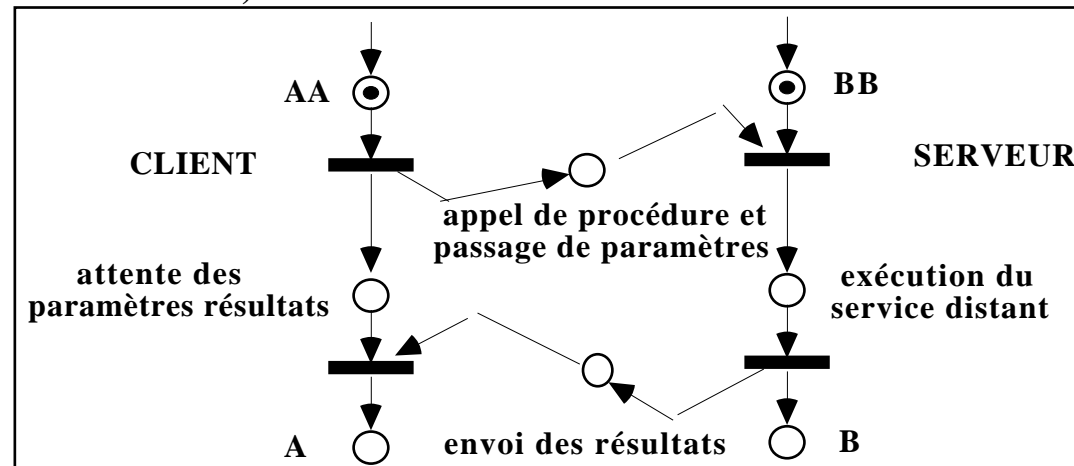 AA
BB
CLIENT
SERVEUR
appel de procédure et
passage de paramètres
attente des
paramètres résultats
exécution du
service distant
A
envoi des résultats
B